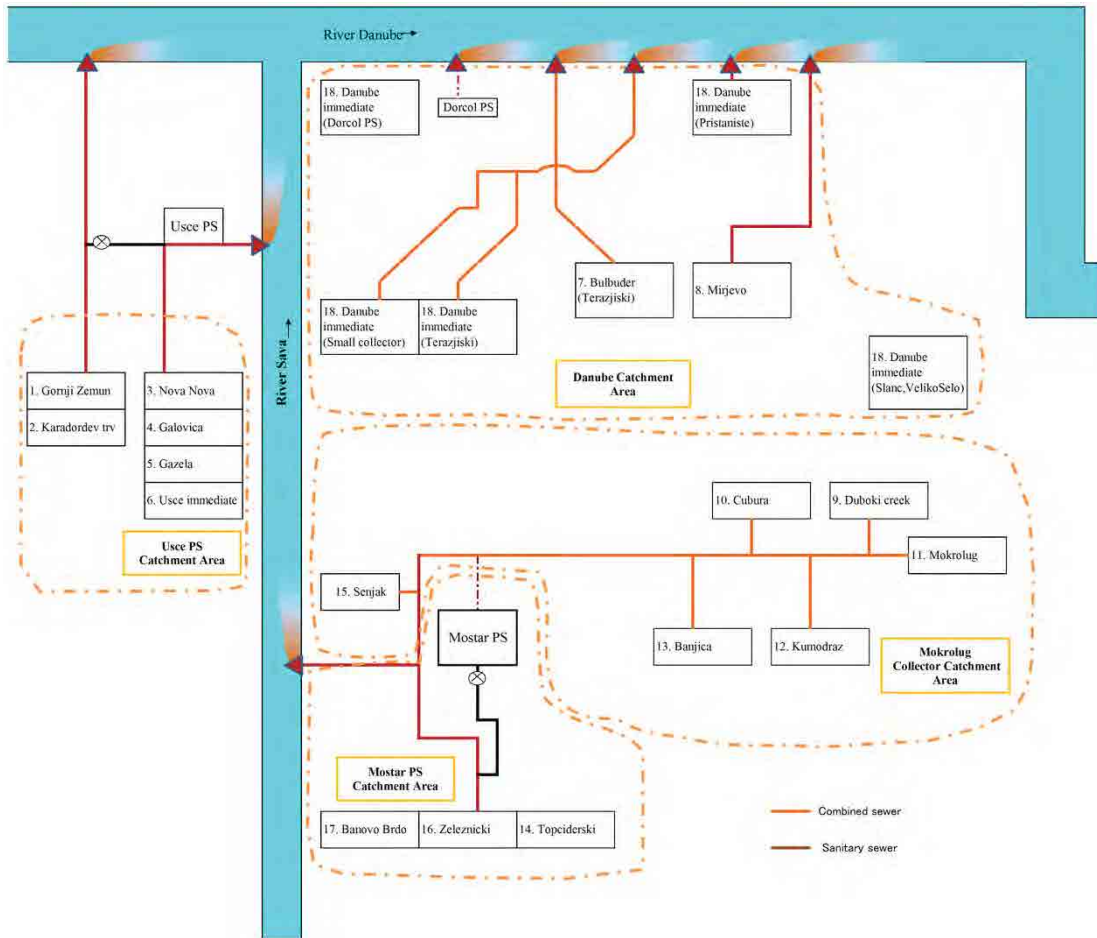 River Danube
18. Danube
immediate
(Dorcol PS)
Dorcol PS
18. Danube
immediate
(Pristaniste)
Usce PS
7. Bulbuder
(Terazjiski)
8. Mirjevo
18. Danube
immediate
(Small collector)
18. Danube
immediate
(Terazjiski)
River Sava
Danube Catchment
Area
18. Danube
immediate
(Slanc,VelikoSelo)
1. Gornji Zemun
2. Karadordev trv
3. Nova Nova
4. Galovica
5. Gazela
6. Usce immediate
Usce PS
Catchment Area
10. Cubura
9. Duboki creek
11. Mokrolug
15. Senjak
Mostar PS
13. Banjica
12. Kumodraz
Mokrolug
Collector Catchment
Area
Mostar PS
Catchment Area
17. Banovo Brdo
16. Zeleznicki
14. Topciderski
Combined sewer
Sanitary sewer